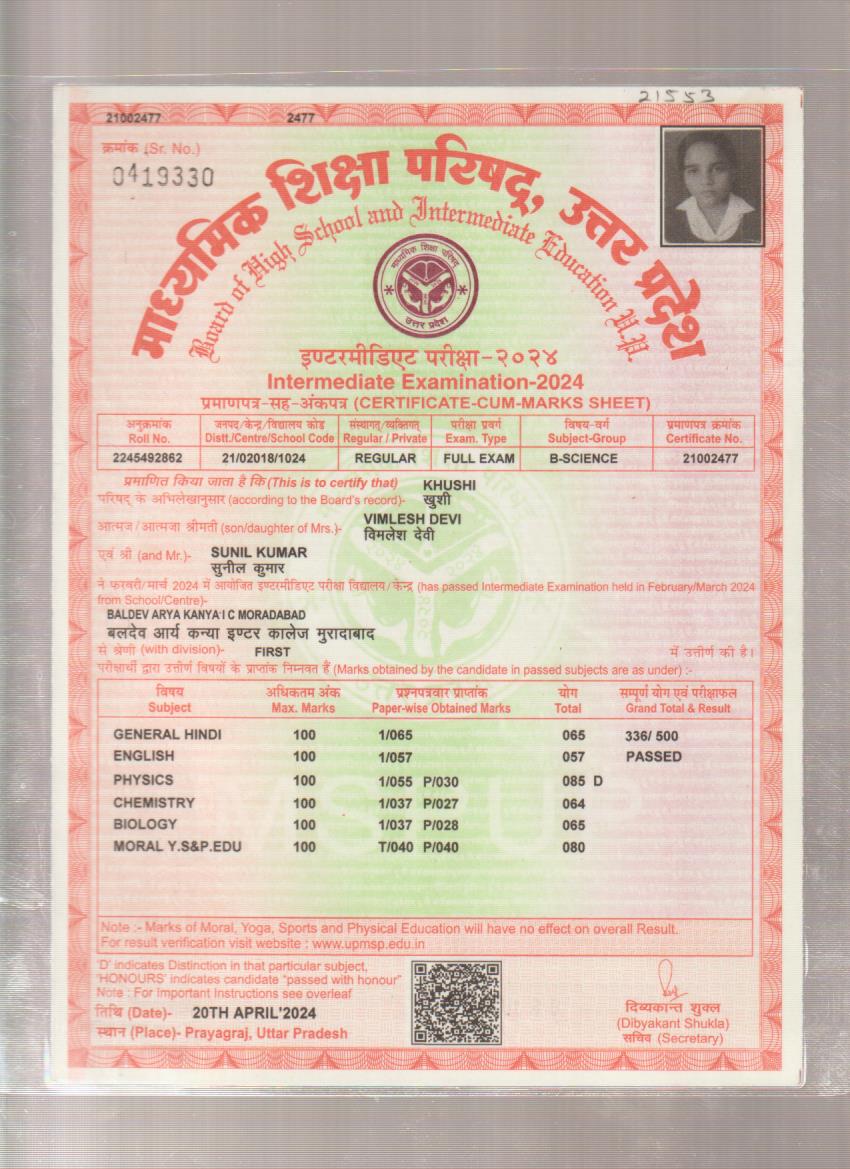 21553
21002477 2477
क्रमांक (Sr. No.)
0419330
माध्यमिक शिक्षा परिषद्, उत्तर प्रदेश
Board of High School and Intermediate Education U.P.
माध्यमिक शिक्षा परिषद
उत्तर प्रदेश
इण्टरमीडिएट परीक्षा-२०२४
Intermediate Examination-2024
प्रमाणपत्र-सह-अंकपत्र (CERTIFICATE-CUM-MARKS SHEET)
अनुक्रमांक जनपद/केन्द्र/विद्यालय कोड संस्थागत/व्यक्तिगत परीक्षा प्रवर्ग विषय-वर्ग प्रमाणपत्र क्रमांक
Roll No. Distt./Centre/School Code Regular / Private Exam. Type Subject-Group Certificate No.
2245492862 21/02018/1024 REGULAR FULL EXAM B-SCIENCE 21002477
प्रमाणित किया जाता है कि (This is to certify that) KHUSHI
परिषद् के अभिलेखानुसार (according to the Board's record)- खुशी
आत्मज/आत्मजा श्रीमती (son/daughter of Mrs.)- VIMLESH DEVI
विमलेश देवी
एवं श्री (and Mr.)- SUNIL KUMAR
सुनील कुमार
ने फरवरी/मार्च 2024 में आयोजित इण्टरमीडिएट परीक्षा विद्यालय/केन्द्र (has passed Intermediate Examination held in February/March 2024
from School/Centre)-
BALDEV ARYA KANYA I C MORADABAD
बलदेव आर्य कन्या इण्टर कालेज मुरादाबाद
से श्रेणी (with division)- FIRST में उत्तीर्ण की है।
परीक्षार्थी द्वारा उत्तीर्ण विषयों के प्राप्तांक निम्नवत हैं (Marks obtained by the candidate in passed subjects are as under) :-
विषय अधिकतम अंक प्रश्नपत्रवार प्राप्तांक योग सम्पूर्ण योग एवं परीक्षाफल
Subject Max. Marks Paper-wise Obtained Marks Total Grand Total & Result
GENERAL HINDI 100 1/065 065 336/ 500
ENGLISH 100 1/057 057 PASSED
PHYSICS 100 1/055 P/030 085 D
CHEMISTRY 100 1/037 P/027 064
BIOLOGY 100 1/037 P/028 065
MORAL Y.S&P.EDU 100 T/040 P/040 080
Note :- Marks of Moral, Yoga, Sports and Physical Education will have no effect on overall Result.
For result verification visit website : www.upmsp.edu.in
'D' indicates Distinction in that particular subject,
'HONOURS' indicates candidate "passed with honour"
Note : For Important Instructions see overleaf
तिथि (Date)- 20TH APRIL'2024
स्थान (Place)- Prayagraj, Uttar Pradesh
दिब्यकान्त शुक्ल
(Dibyakant Shukla)
सचिव (Secretary)